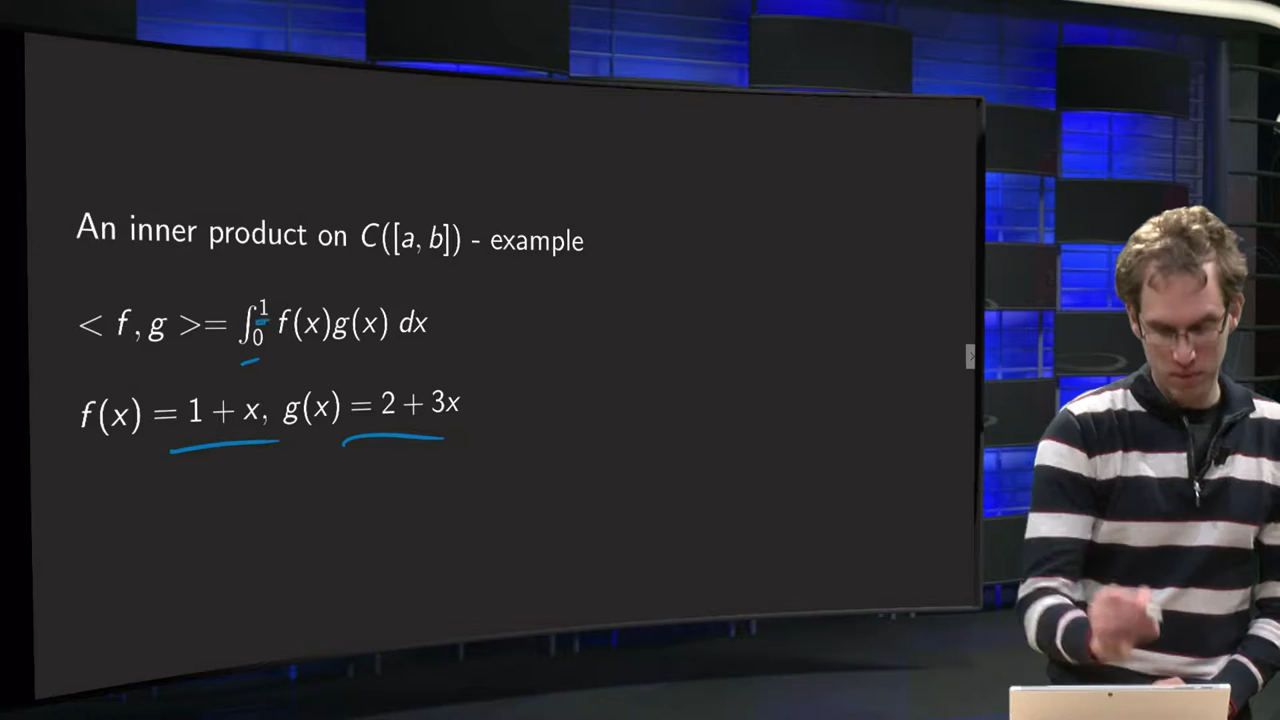 An inner product on C([a, b]) - example
< f, g >= ∫₀¹ f(x)g(x) dx
f(x) = 1 + x, g(x) = 2 + 3x